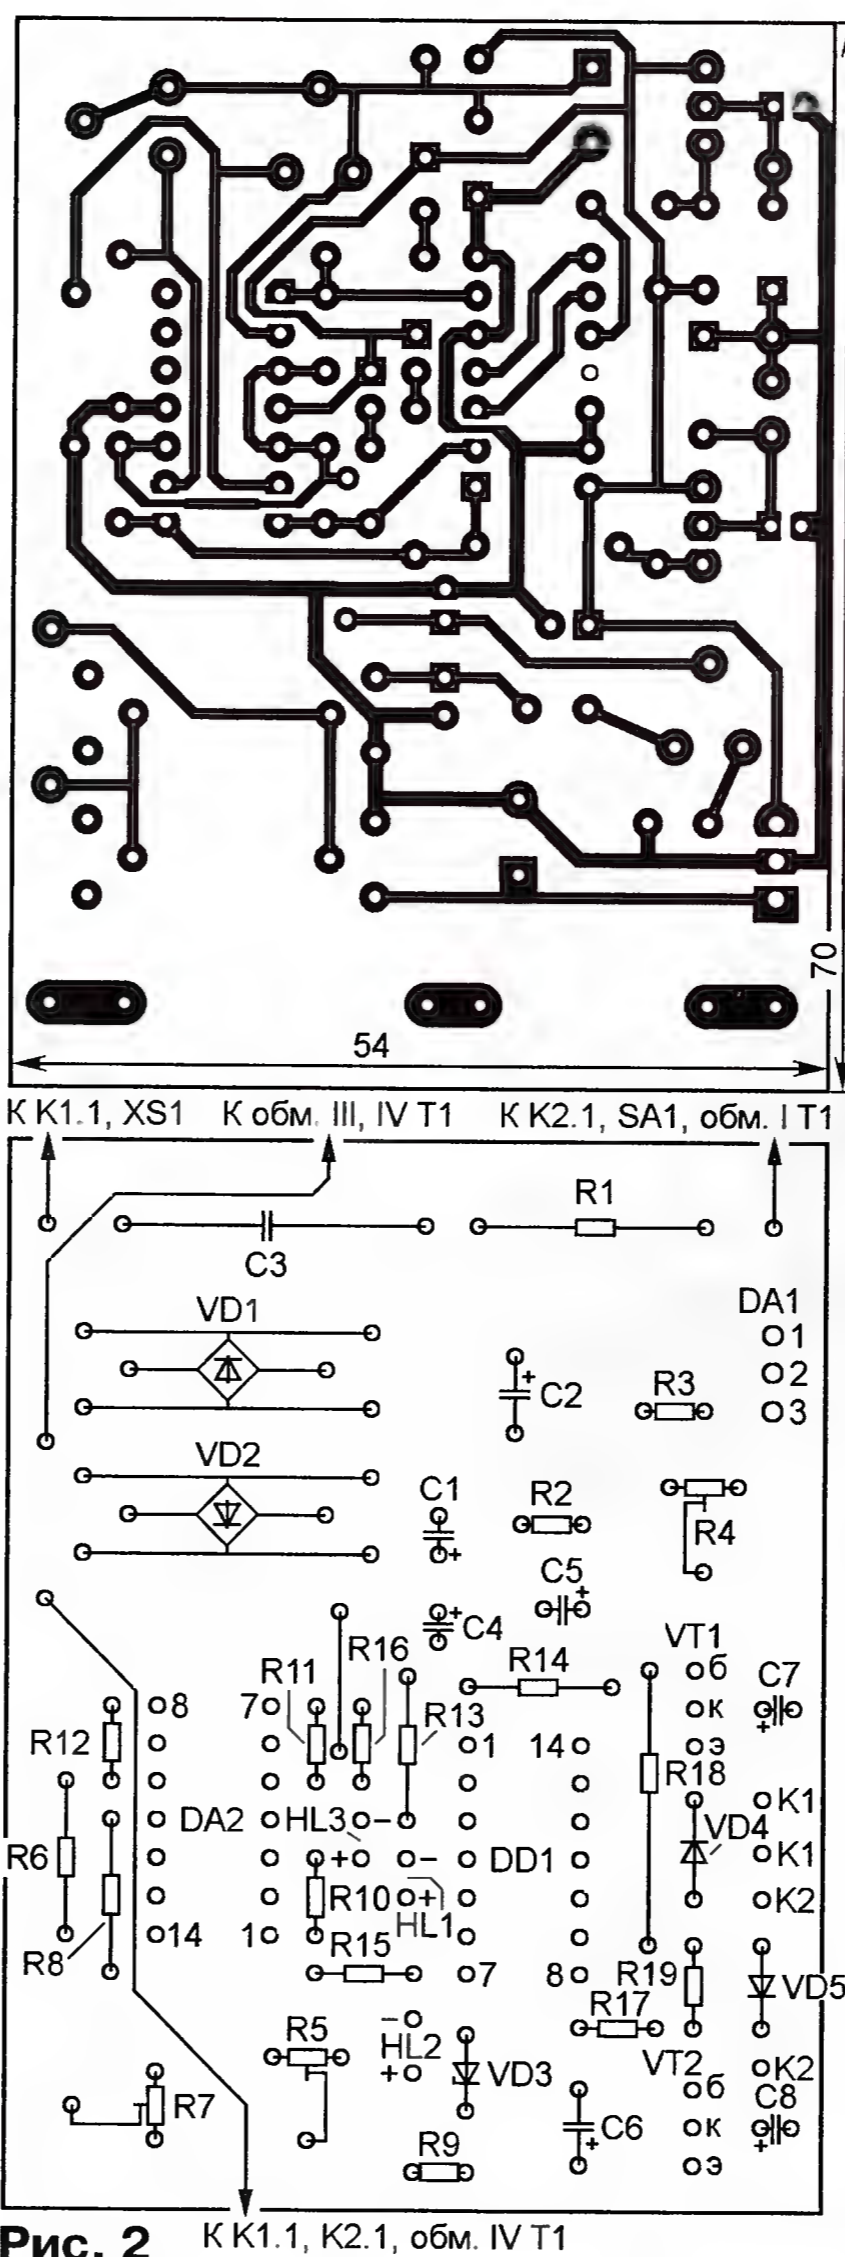 70
54
К К1.1, XS1 К обм. III, IV T1 К К2.1, SA1, обм. I T1
R1
C3
VD1
DA1
1
2
3
C2
R3
VD2
C1
R2
R4
C5
C4
VT1
R16
R11
R14
б
C7
8
7
R13
к
R12
1
14
э
R18
K1
DA2
HL3
VD4
R6
DD1
K1
R10
K2
HL1
14
1
R8
R15
7
8
R19
VD5
R17
R5
HL2
VD3
VT2
K2
б
C8
R7
C6
к
R9
э
Рис. 2 К К1.1, К2.1, обм. IV T1